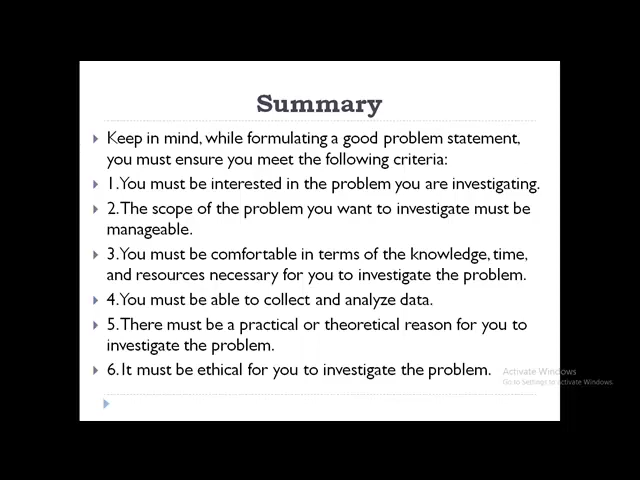 Summary
Keep in mind, while formulating a good problem statement,
you must ensure you meet the following criteria:
1.You must be interested in the problem you are investigating.
2.The scope of the problem you want to investigate must be
manageable.
3.You must be comfortable in terms of the knowledge, time,
and resources necessary for you to investigate the problem.
4.You must be able to collect and analyze data.
5.There must be a practical or theoretical reason for you to
investigate the problem.
6.It must be ethical for you to investigate the problem.
Activate Windows
Go to Settings to activate Windows.